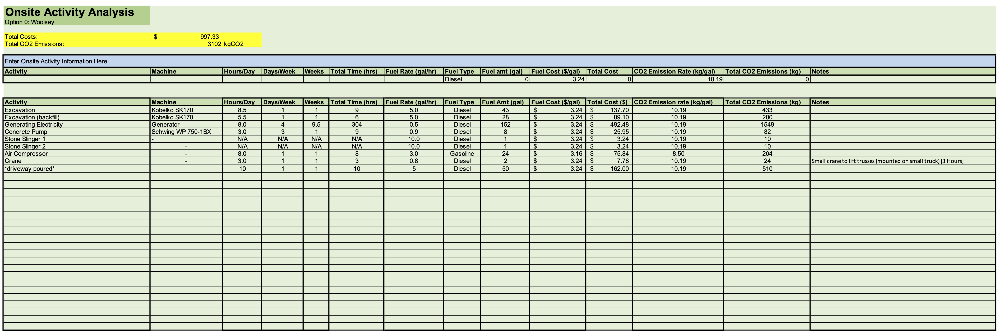 Onsite Activity Analysis
Option 0: Woolsey
Total Costs: $ 997.33
Total CO2 Emissions: 3102 kgCO2
Enter Onsite Activity Information Here
Activity Machine Hours/Day Days/Week Weeks Total Time (hrs) Fuel Rate (gal/hr) Fuel Type Fuel amt (gal) Fuel Cost ($/gal) Total Cost CO2 Emission Rate (kg/gal) Total CO2 Emissions (kg) Notes
Diesel 0 3.24 0 10.19 0
Activity Machine Hours/Day Days/Week Weeks Total Time (hrs) Fuel Rate (gal/hr) Fuel Type Fuel Amt (gal) Fuel Cost ($/gal) Total Cost ($) CO2 Emission rate (kg/gal) Total CO2 Emissions (kg) Notes
Excavation Kobelko SK170 8.5 1 1 9 5.0 Diesel 43 $ 3.24 $ 137.70 10.19 433
Excavation (backfill) Kobelko SK170 5.5 1 1 6 5.0 Diesel 28 $ 3.24 $ 89.10 10.19 280
Generating Electricity Generator 8.0 4 9.5 304 0.5 Diesel 152 $ 3.24 $ 492.48 10.19 1549
Concrete Pump Schwing WP 750-1BX 3.0 3 1 9 0.9 Diesel 8 $ 3.24 $ 25.95 10.19 82
Stone Slinger 1 - N/A N/A N/A N/A 10.0 Diesel 1 $ 3.24 $ 3.24 10.19 10
Stone Slinger 2 - N/A N/A N/A N/A 10.0 Diesel 1 $ 3.24 $ 3.24 10.19 10
Air Compressor - 8.0 1 1 8 3.0 Gasoline 24 $ 3.16 $ 75.84 8.50 204
Crane - 3.0 1 1 3 0.8 Diesel 2 $ 3.24 $ 7.78 10.19 24 Small crane to lift trusses (mounted on small truck) [3 Hours]
*driveway poured* 10 1 1 10 5 Diesel 50 $ 3.24 $ 162.00 10.19 510